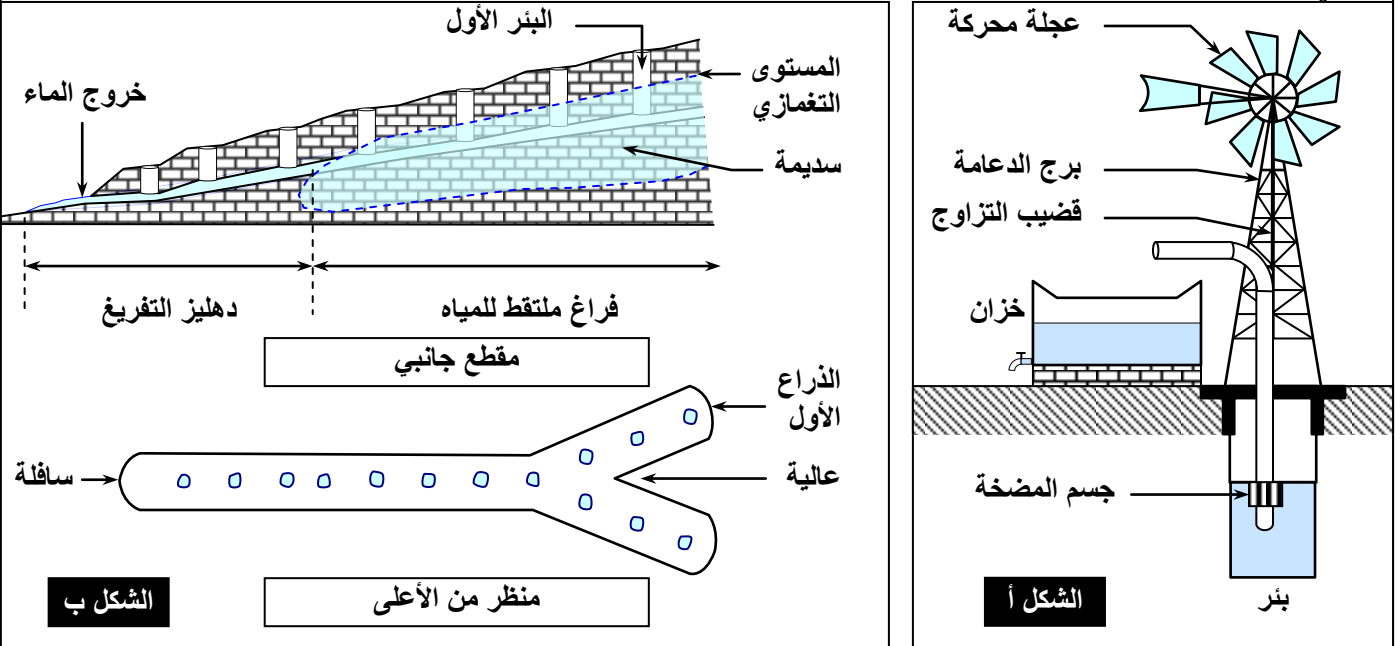 عجلة محركة
برج الدعامة
قضيب التزاوج
خزان
جسم المضخة
بئر
الشكل أ
البئر الأول
المستوى
التغمازي
خروج الماء
سديمة
فراغ ملتقط للمياه
دهليز التفريغ
مقطع جانبي
الذراع
الأول
عالية
سافلة
منظر من الأعلى
الشكل ب